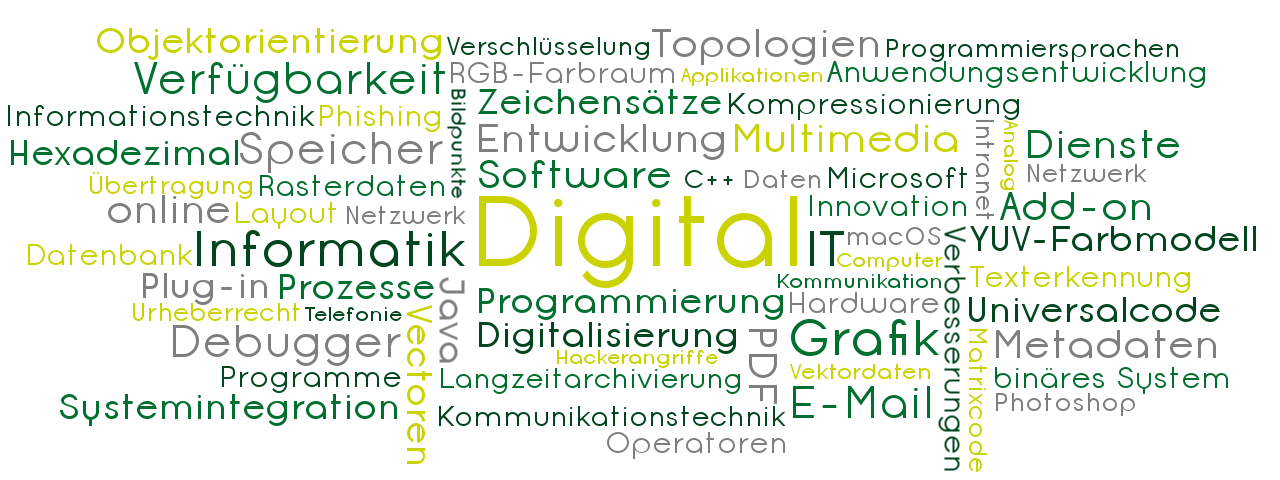 Objektorientierung
Verschlüsselung
Topologien
Programmiersprachen
Verfügbarkeit
RGB-Farbraum
Applikationen
Anwendungsentwicklung
Informationstechnik
Phishing
Bildpunkte
Zeichensätze
Kompressionierung
Hexadezimal
Speicher
Entwicklung
Multimedia
Intranet
Analog
Dienste
Übertragung
Rasterdaten
Software
C++
Daten
Microsoft
Netzwerk
online
Layout
Netzwerk
Digital
Innovation
Add-on
Datenbank
Informatik
IT
macOS
Computer
Verbesserungen
YUV-Farbmodell
Plug-in
Prozesse
Java
Kommunikation
Texterkennung
Urheberrecht
Telefonie
Vectoren
Programmierung
Hardware
Universalcode
Debugger
Digitalisierung
PDF
Grafik
Matrixcode
Metadaten
Hackerangriffe
Programme
Langzeitarchivierung
Vektordaten
binäres System
Systemintegration
Kommunikationstechnik
E-Mail
Photoshop
Operatoren